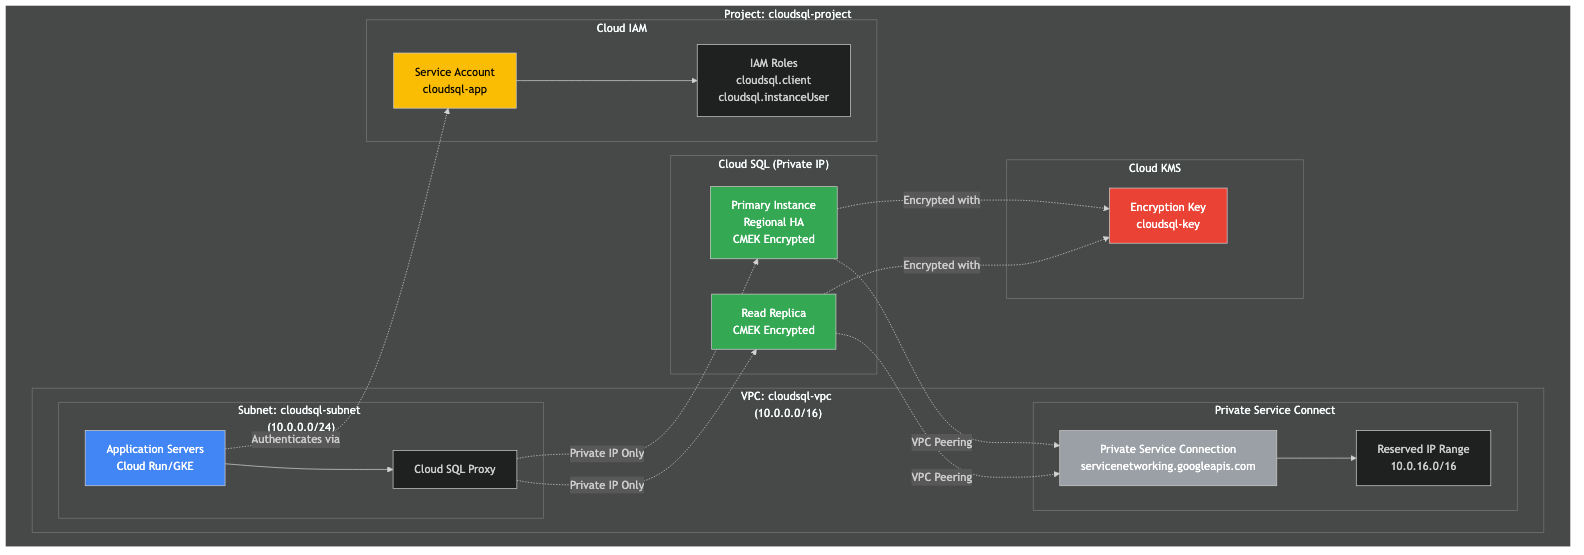 Project: cloudsql-project
Cloud IAM
Service Account
cloudsql-app
IAM Roles
cloudsql.client
cloudsql.instanceUser
Cloud SQL (Private IP)
Primary Instance
Regional HA
CMEK Encrypted
Read Replica
CMEK Encrypted
Encrypted with
Encrypted with
Cloud KMS
Encryption Key
cloudsql-key
VPC: cloudsql-vpc
(10.0.0.0/16)
Subnet: cloudsql-subnet
(10.0.0.0/24)
Authenticates via
Application Servers
Cloud Run/GKE
Cloud SQL Proxy
Private IP Only
Private IP Only
VPC Peering
VPC Peering
Private Service Connect
Private Service Connection
servicenetworking.googleapis.com
Reserved IP Range
10.0.16.0/16